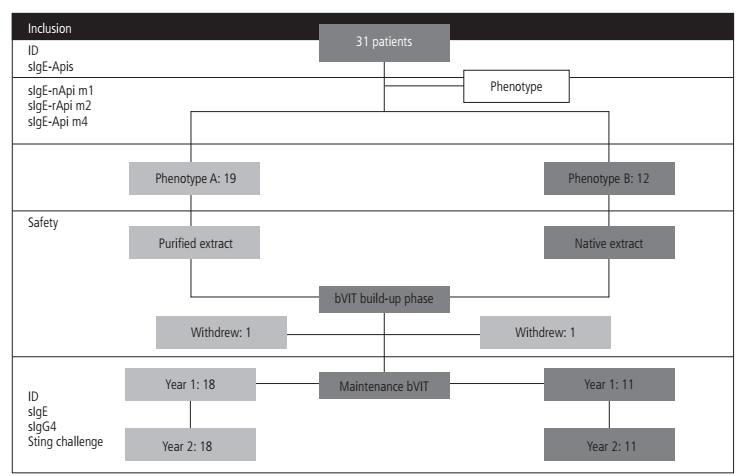 Inclusion
31 patients
ID
sIgE-Apis
Phenotype
sIgE-nApi m1
sIgE-rApi m2
sIgE-Api m4
Phenotype A: 19
Phenotype B: 12
Safety
Purified extract
Native extract
bVIT build-up phase
Withdrew: 1
Withdrew: 1
Year 1: 18
Maintenance bVIT
Year 1: 11
ID
sIgE
sIgG4
Sting challenge
Year 2: 18
Year 2: 11